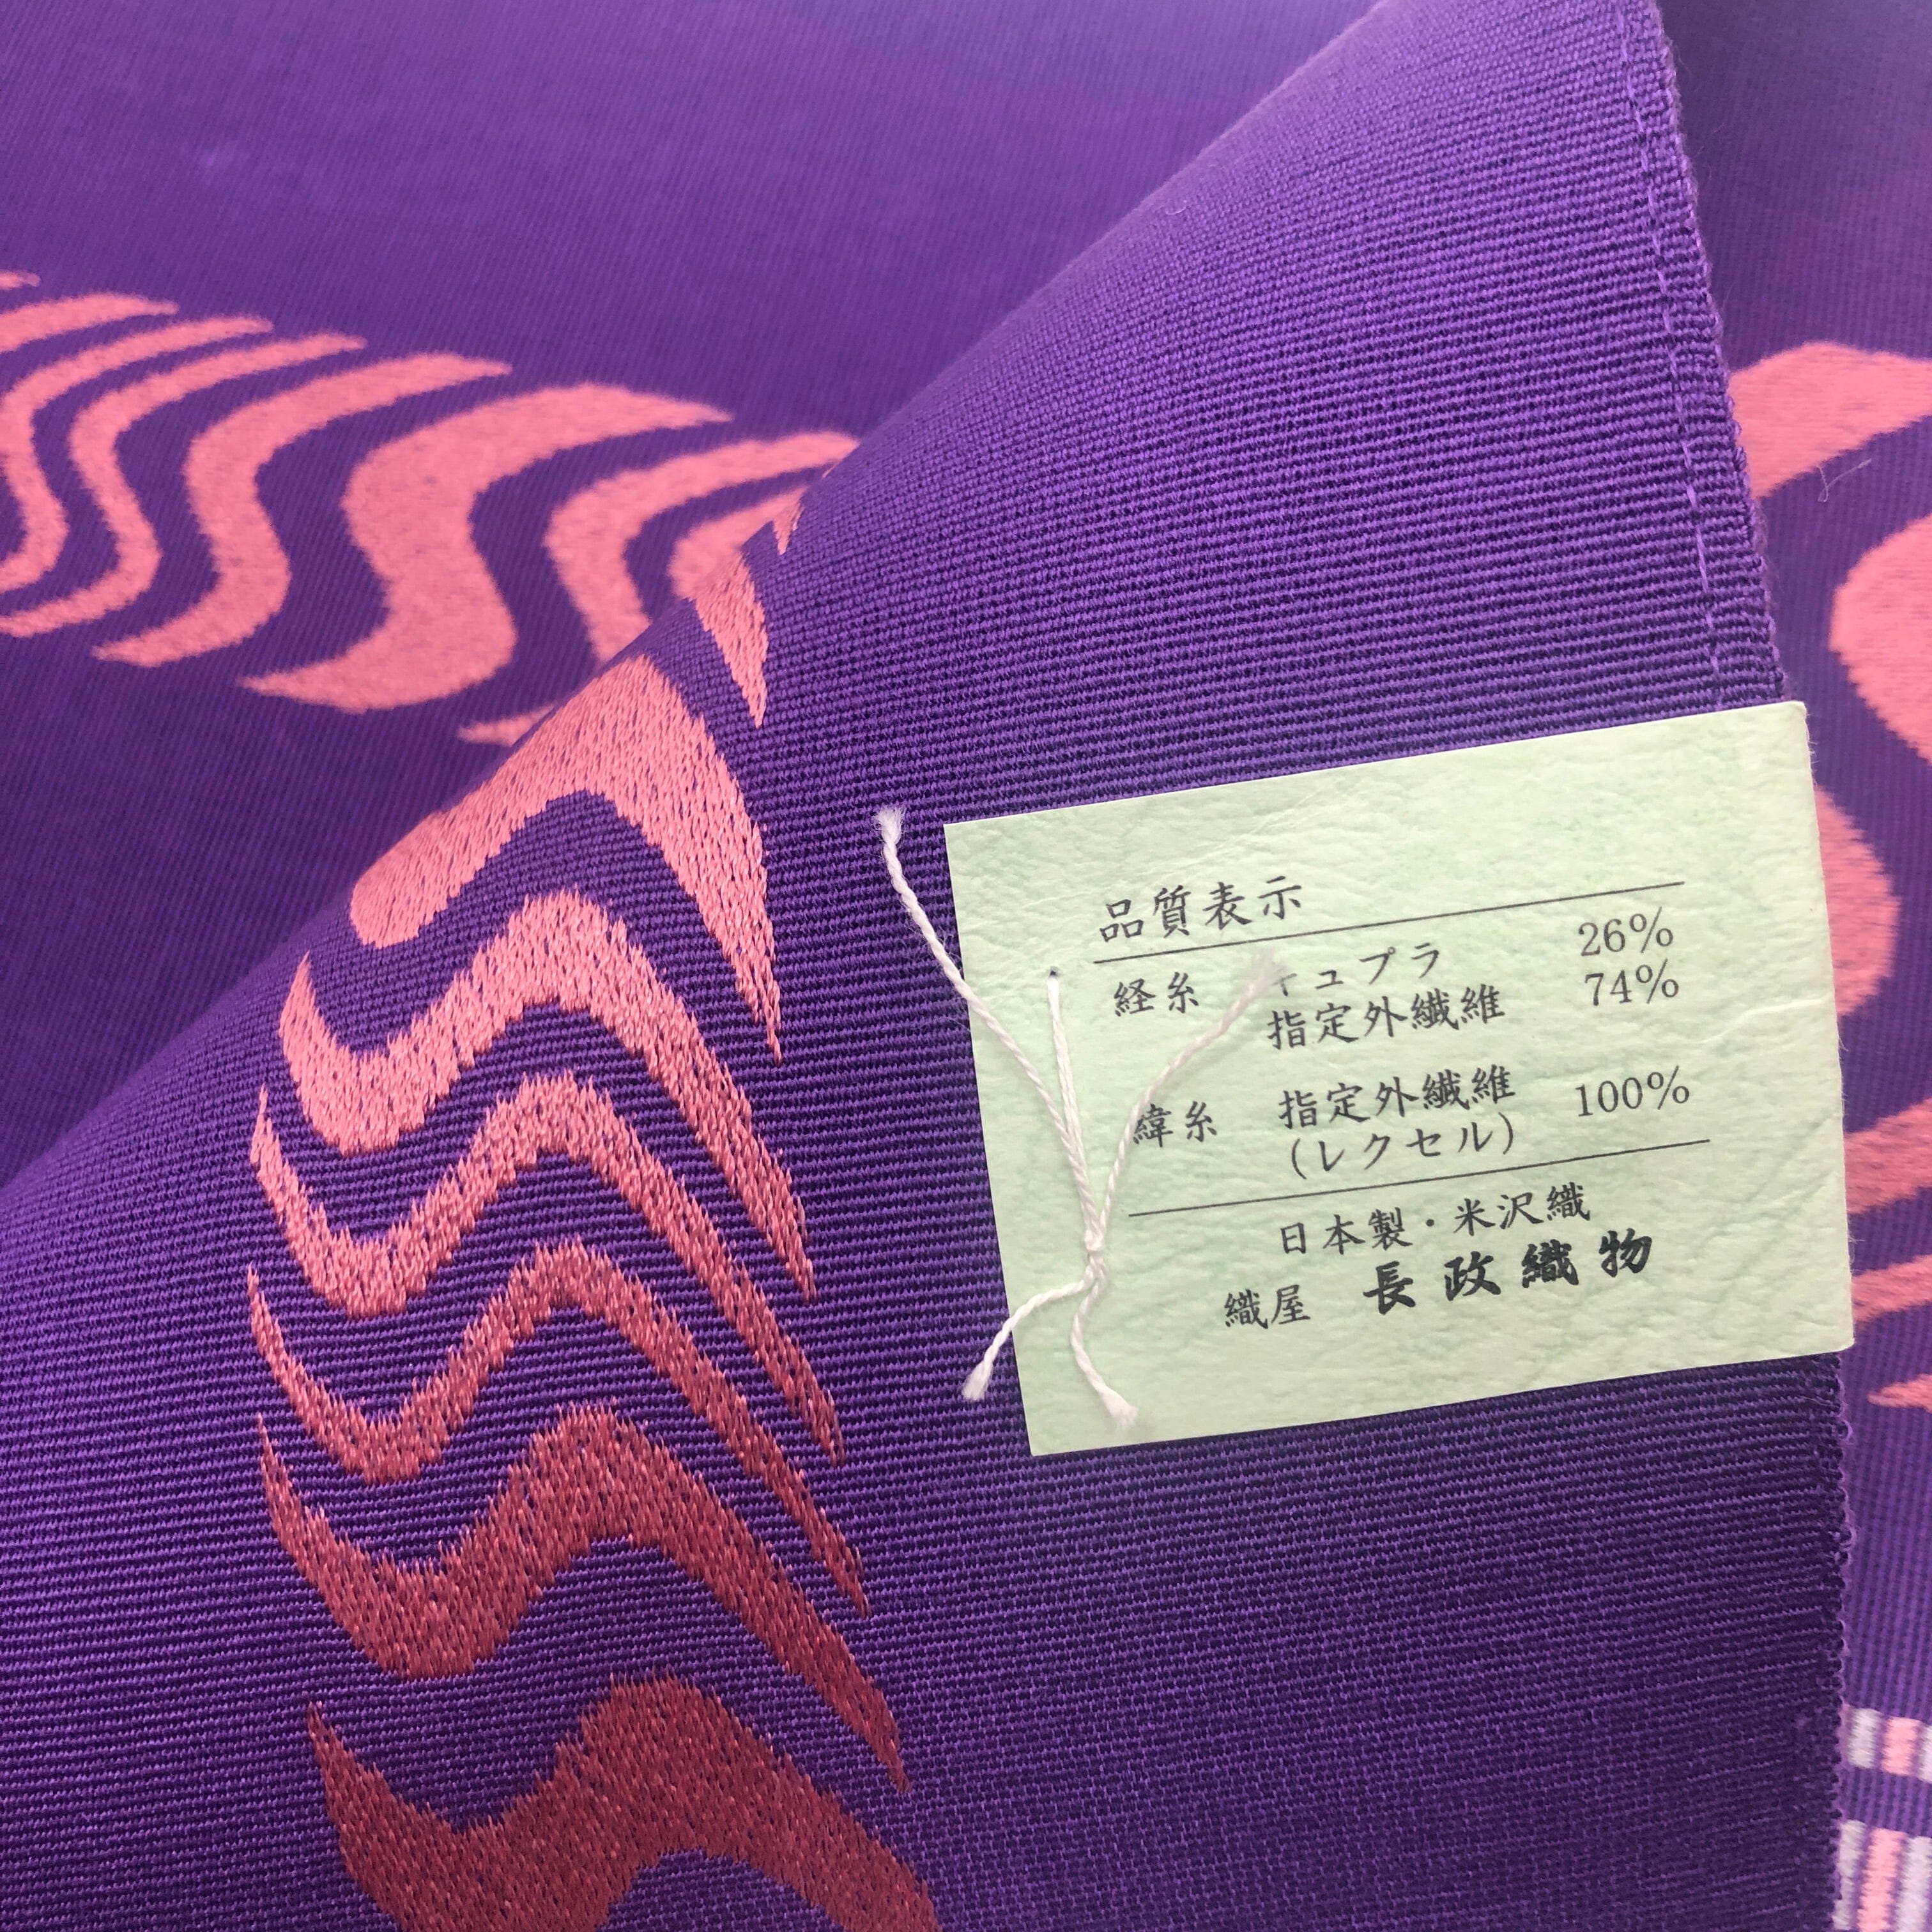 品質表示
経糸 キュプラ 26%
指定外繊維 74%
緯糸 指定外繊維 100%
(レクセル)
日本製・米沢織
織屋 長政織物